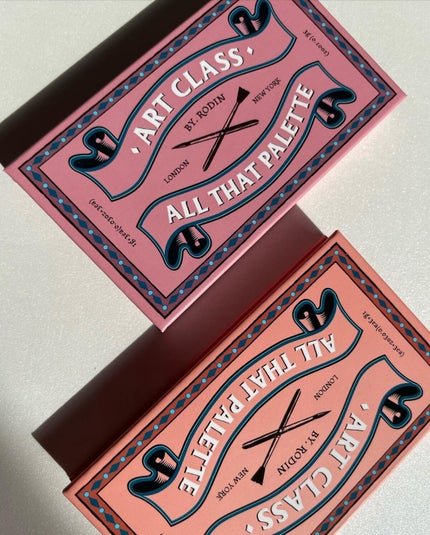 • ART CLASS •
BY. RODIN
LONDON
NEW YORK
ALL THAT PALETTE
ALL THAT PALETTE
LONDON
BY. RODIN
NEW YORK
• ART CLASS •